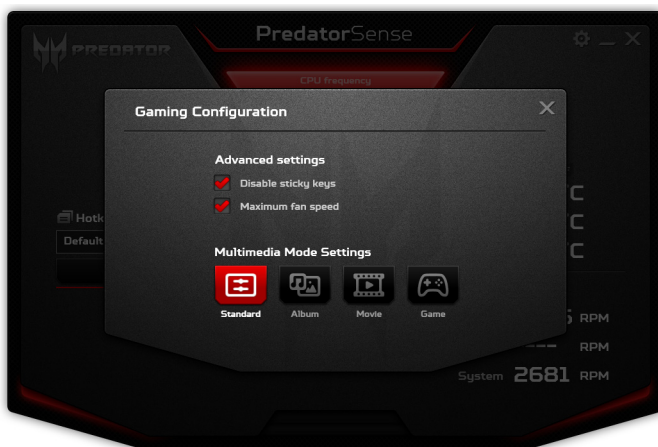 PREDATOR
PredatorSense
CPU frequency
Gaming Configuration
Advanced settings
Disable sticky keys
Maximum fan speed
Default
Multimedia Mode Settings
Standard Album Movie Game
RPM
--- RPM
System 2681 RPM